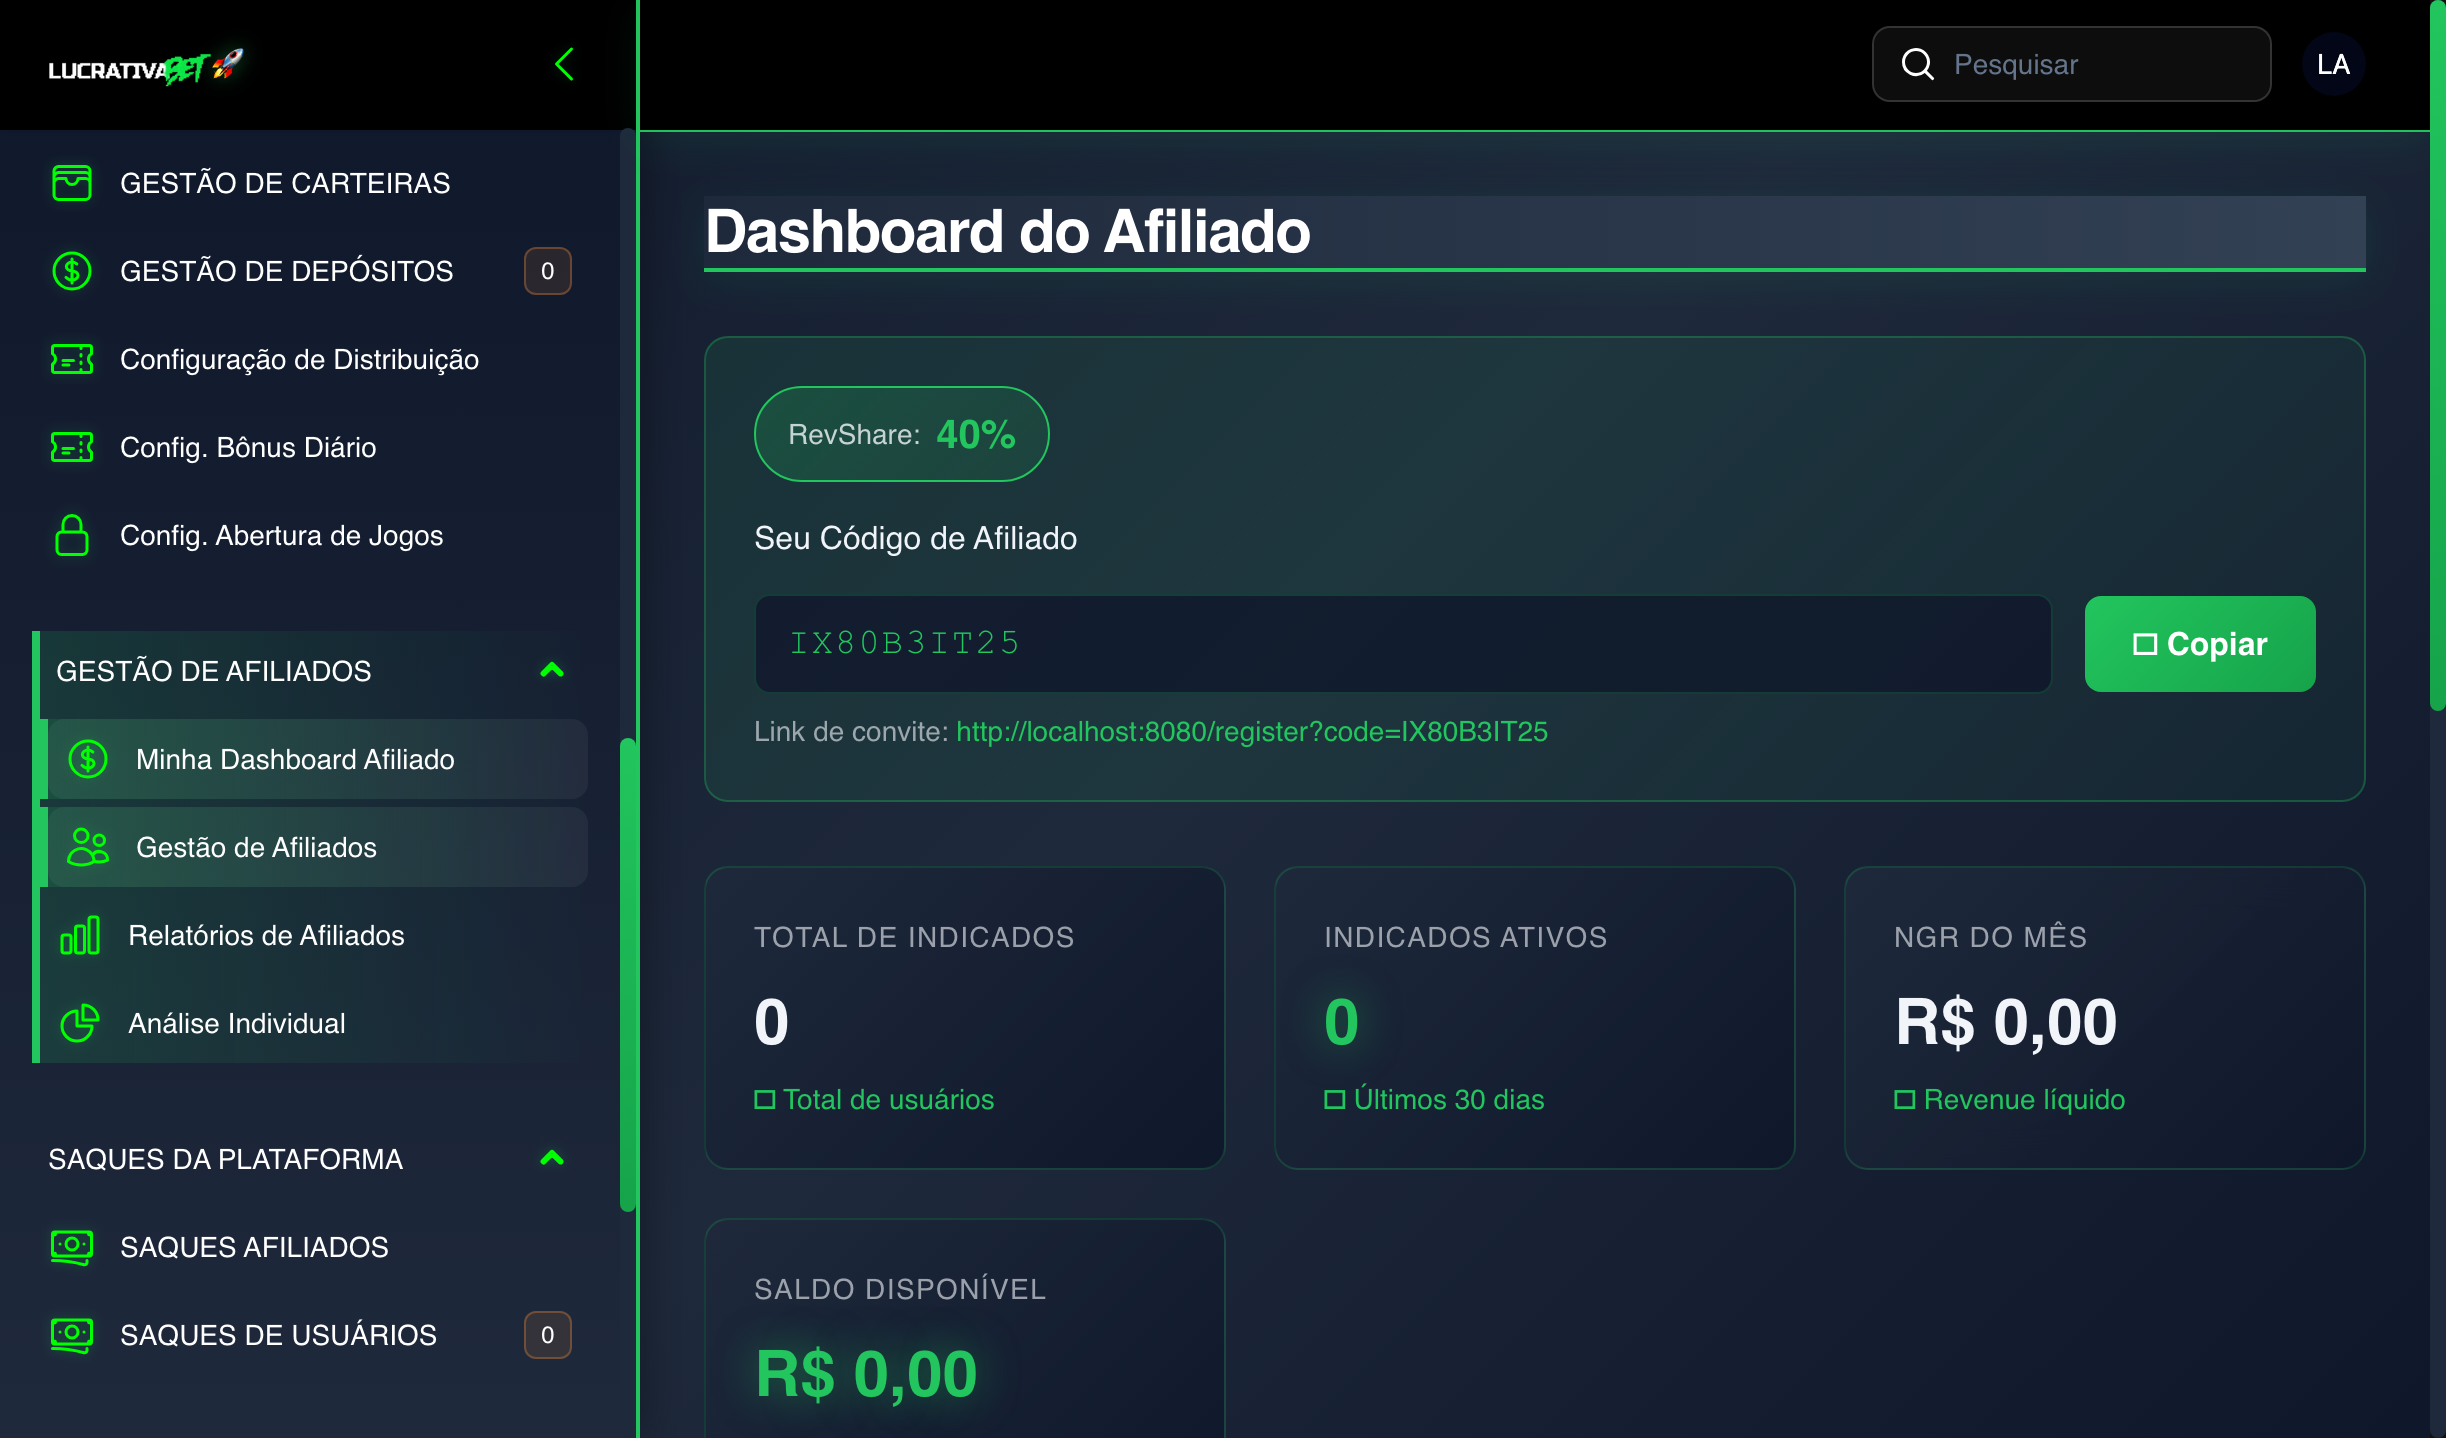 LUCRATIVABET
Pesquisar
LA
GESTÃO DE CARTEIRAS
GESTÃO DE DEPÓSITOS
0
Configuração de Distribuição
Config. Bônus Diário
Config. Abertura de Jogos
GESTÃO DE AFILIADOS
Minha Dashboard Afiliado
Gestão de Afiliados
Relatórios de Afiliados
Análise Individual
SAQUES DA PLATAFORMA
SAQUES AFILIADOS
SAQUES DE USUÁRIOS
0
Dashboard do Afiliado
RevShare: 40%
Seu Código de Afiliado
IX80B3IT25
Copiar
Link de convite: http://localhost:8080/register?code=IX80B3IT25
TOTAL DE INDICADOS
0
Total de usuários
INDICADOS ATIVOS
0
Últimos 30 dias
NGR DO MÊS
R$ 0,00
Revenue líquido
SALDO DISPONÍVEL
R$ 0,00